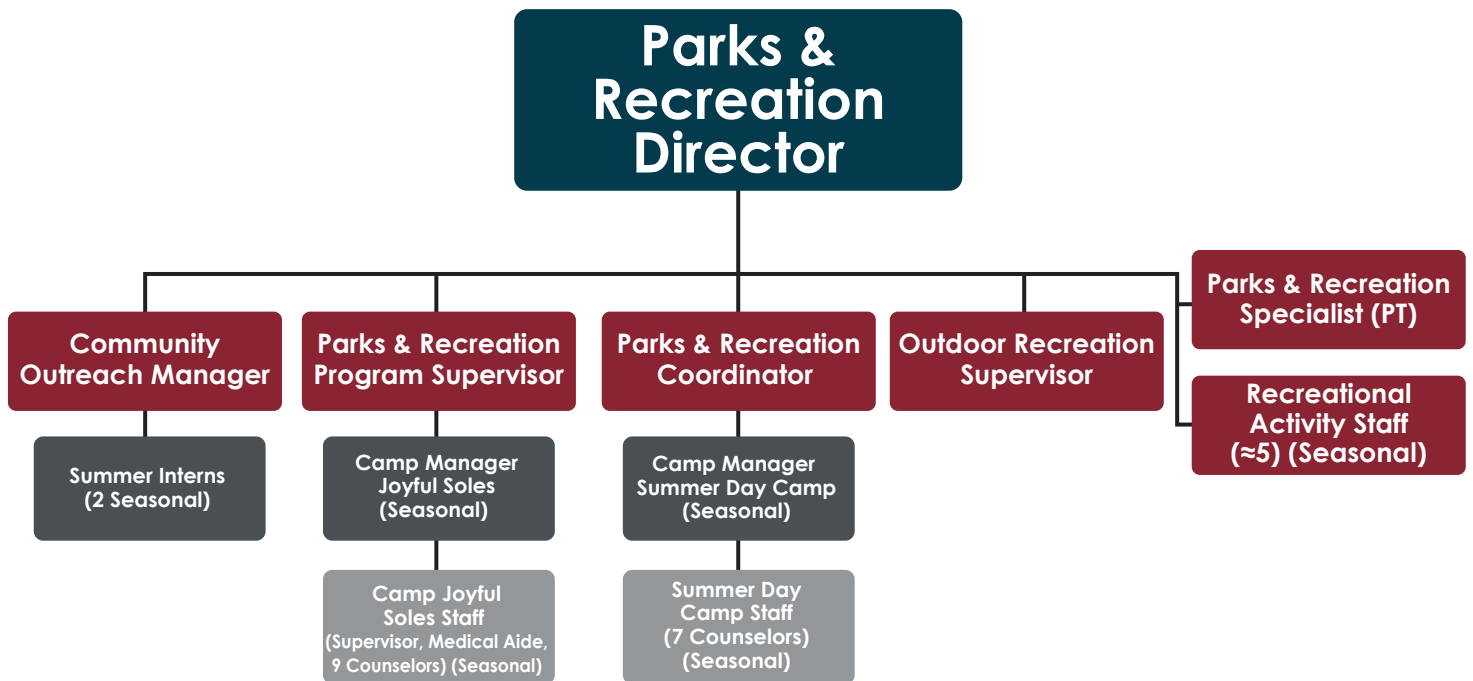 Parks &
Recreation
Director
Community
Outreach Manager
Parks & Recreation
Program Supervisor
Parks & Recreation
Coordinator
Outdoor Recreation
Supervisor
Parks & Recreation
Specialist (PT)
Recreational
Activity Staff
(≈5) (Seasonal)
Summer Interns
(2 Seasonal)
Camp Manager
Joyful Soles
(Seasonal)
Camp Manager
Summer Day Camp
(Seasonal)
Camp Joyful
Soles Staff
(Supervisor, Medical Aide,
9 Counselors) (Seasonal)
Summer Day
Camp Staff
(7 Counselors)
(Seasonal)